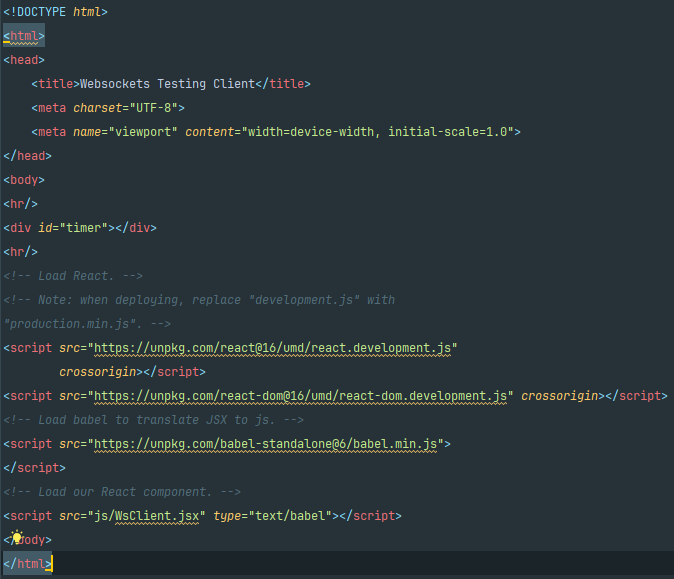 <!DOCTYPE html>
<html>
<head>
    <title>Websockets Testing Client</title>
    <meta charset="UTF-8">
    <meta name="viewport" content="width=device-width, initial-scale=1.0">
</head>
<body>
<hr/>
<div id="timer"></div>
<hr/>
<!-- Load React. -->
<!-- Note: when deploying, replace "development.js" with
"production.min.js". -->
<script src="https://unpkg.com/react@16/umd/react.development.js"
        crossorigin></script>
<script src="https://unpkg.com/react-dom@16/umd/react-dom.development.js" crossorigin></script>
<!-- Load babel to translate JSX to js. -->
<script src="https://unpkg.com/babel-standalone@6/babel.min.js">
</script>
<!-- Load our React component. -->
<script src="js/WsClient.jsx" type="text/babel"></script>
</body>
</html>